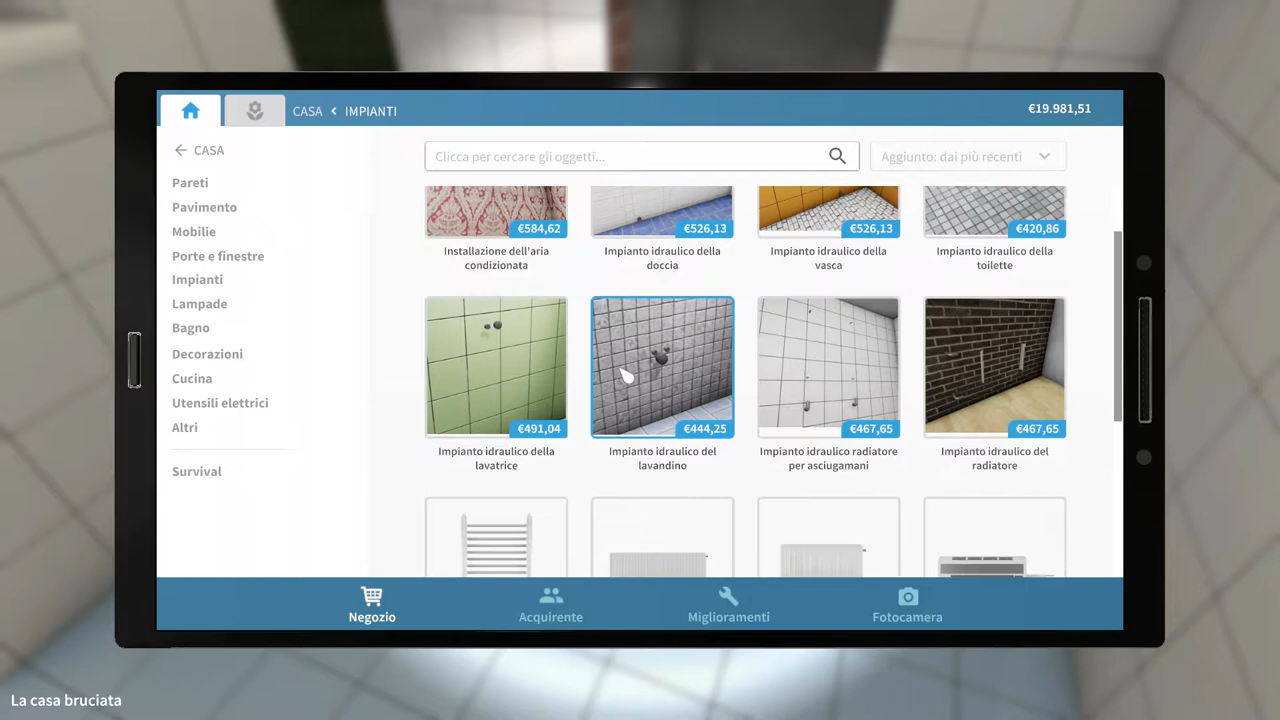 CASA < IMPIANTI
€19.981,51
CASA
Clicca per cercare gli oggetti...
Aggiunto: dai più recenti
Pareti
Pavimento
Mobilie
Porte e finestre
Impianti
Lampade
Bagno
Decorazioni
Cucina
Utensili elettrici
Altri
Survival
€584,62
€526,13
€526,13
€420,86
Installazione dell'aria
condizionata
Impianto idraulico della
doccia
Impianto idraulico della
vasca
Impianto idraulico della
toilette
€491,04
€444,25
€467,65
€467,65
Impianto idraulico della
lavatrice
Impianto idraulico del
lavandino
Impianto idraulico radiatore
per asciugamani
Impianto idraulico del
radiatore
Negozio
Acquirente
Miglioramenti
Fotocamera
La casa bruciata